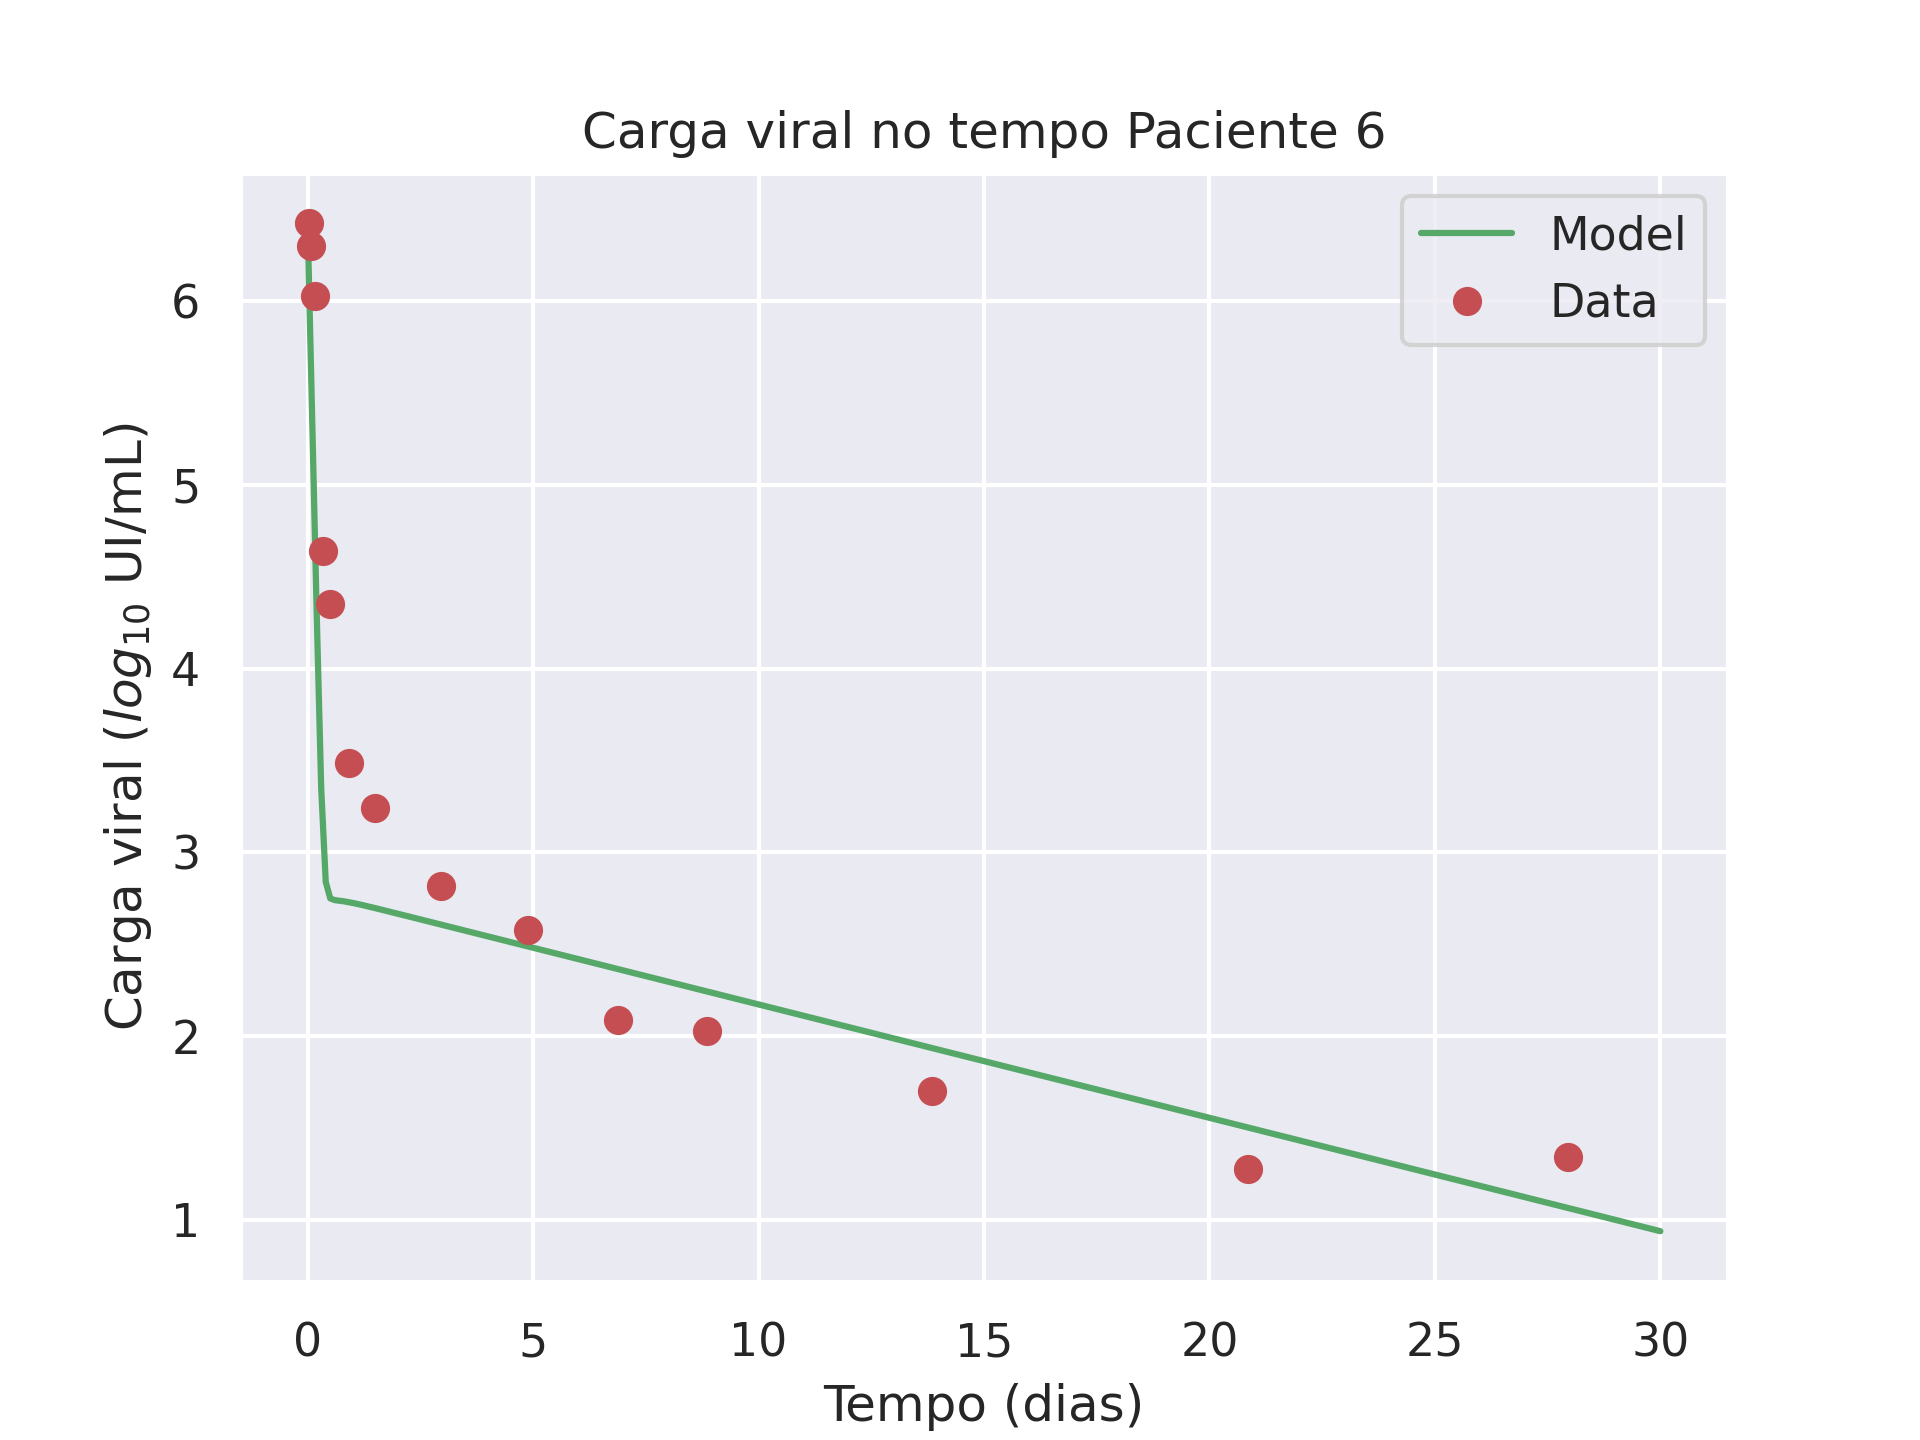 Carga viral no tempo Paciente 6
Model
Data
Carga viral (log10 UI/mL)
6
5
4
3
2
1
0 5 10 15 20 25 30
Tempo (dias)